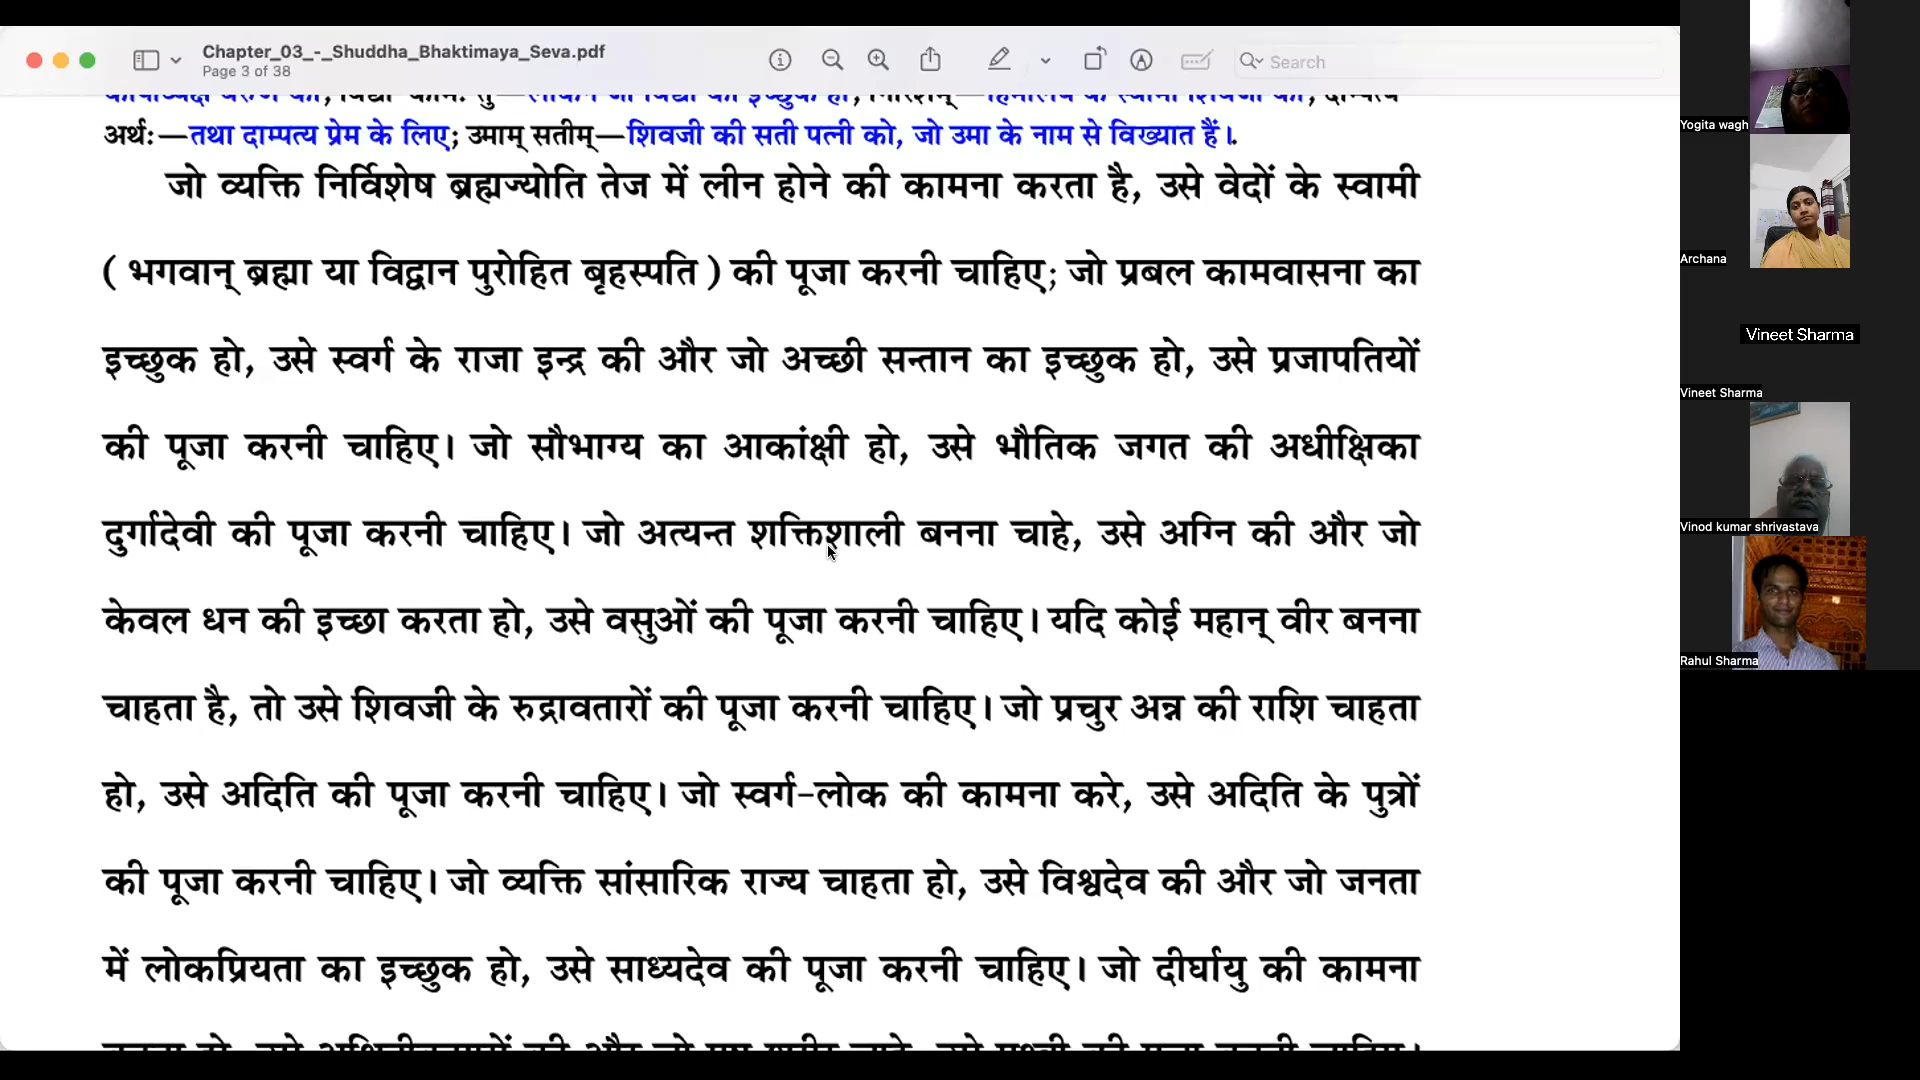 Chapter_03_-_Shuddha_Bhaktimaya_Seva.pdf
Page 3 of 38
Search
अर्थः—तथा दाम्पत्य प्रेम के लिए; उमाम् सतीम्—शिवजी की सती पत्नी को, जो उमा के नाम से विख्यात हैं।.
जो व्यक्ति निर्विशेष ब्रह्मज्योति तेज में लीन होने की कामना करता है, उसे वेदों के स्वामी
( भगवान् ब्रह्मा या विद्वान पुरोहित बृहस्पति ) की पूजा करनी चाहिए; जो प्रबल कामवासना का
इच्छुक हो, उसे स्वर्ग के राजा इन्द्र की और जो अच्छी सन्तान का इच्छुक हो, उसे प्रजापतियों
की पूजा करनी चाहिए। जो सौभाग्य का आकांक्षी हो, उसे भौतिक जगत की अधीक्षिका
दुर्गादेवी की पूजा करनी चाहिए। जो अत्यन्त शक्तिशाली बनना चाहे, उसे अग्नि की और जो
केवल धन की इच्छा करता हो, उसे वसुओं की पूजा करनी चाहिए। यदि कोई महान् वीर बनना
चाहता है, तो उसे शिवजी के रुद्रावतारों की पूजा करनी चाहिए। जो प्रचुर अन्न की राशि चाहता
हो, उसे अदिति की पूजा करनी चाहिए। जो स्वर्ग-लोक की कामना करे, उसे अदिति के पुत्रों
की पूजा करनी चाहिए। जो व्यक्ति सांसारिक राज्य चाहता हो, उसे विश्वदेव की और जो जनता
में लोकप्रियता का इच्छुक हो, उसे साध्यदेव की पूजा करनी चाहिए। जो दीर्घायु की कामना
Yogita wagh
Archana
Vineet Sharma
Vineet Sharma
Vinod kumar shrivastava
Rahul Sharma